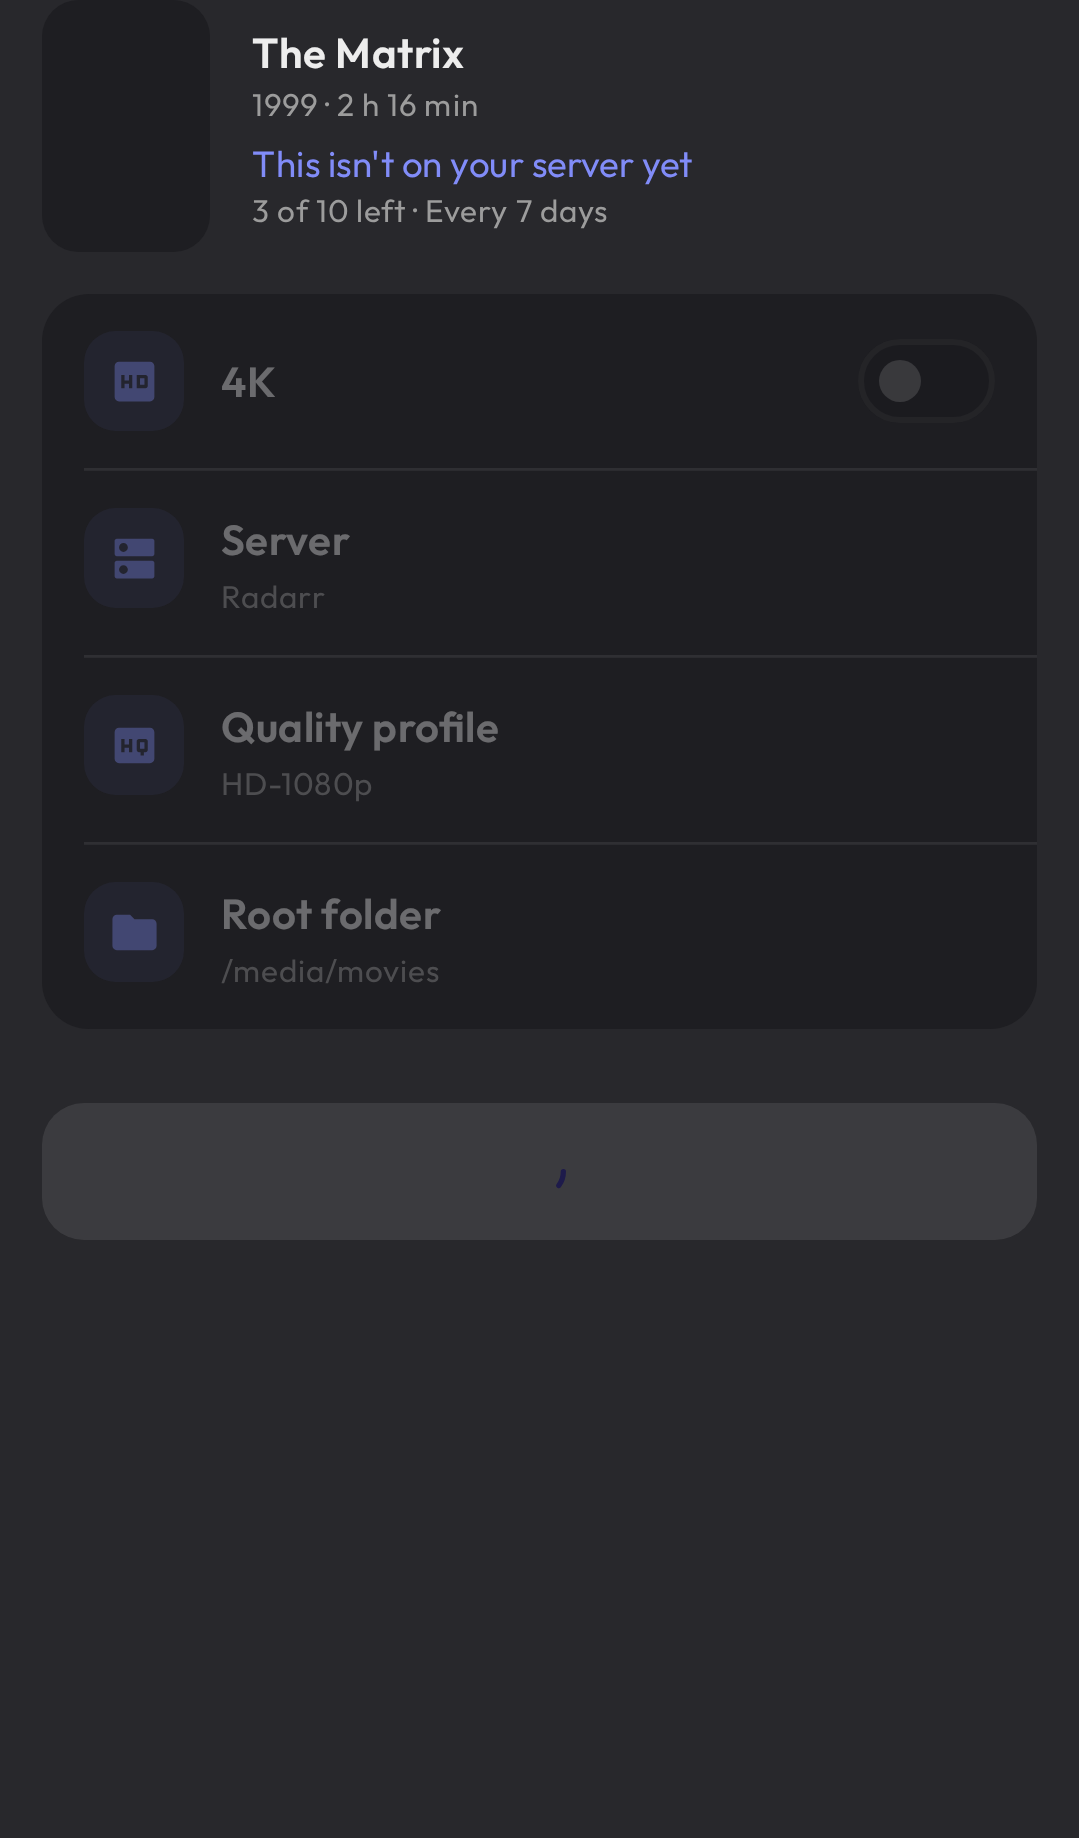 The Matrix
1999 · 2 h 16 min
This isn't on your server yet
3 of 10 left · Every 7 days
HD
4K
Server
Radarr
HQ
Quality profile
HD-1080p
Root folder
/media/movies